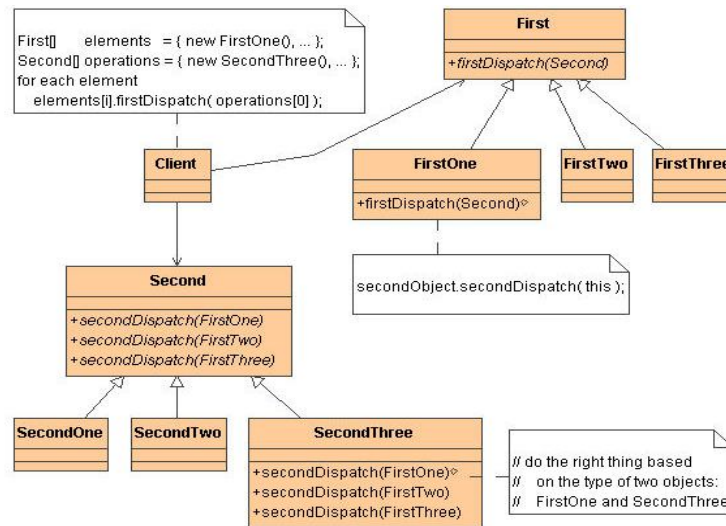 First[]      elements   = { new FirstOne(), ... };
Second[] operations = { new SecondThree(), ... };
for each element
   elements[i].firstDispatch( operations[0] );
First
+firstDispatch(Second)
Client
FirstOne
+firstDispatch(Second)
FirstTwo
FirstThree
secondObject.secondDispatch( this );
Second
+secondDispatch(FirstOne)
+secondDispatch(FirstTwo)
+secondDispatch(FirstThree)
SecondOne
SecondTwo
SecondThree
+secondDispatch(FirstOne)
+secondDispatch(FirstTwo)
+secondDispatch(FirstThree)
// do the right thing based
//   on the type of two objects:
//   FirstOne and SecondThree